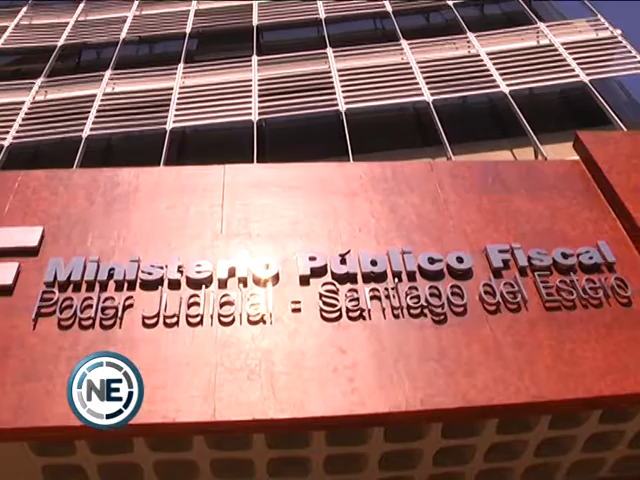 Ministerio Público Fiscal
Poder Judicial - Santiago del Estero
NE